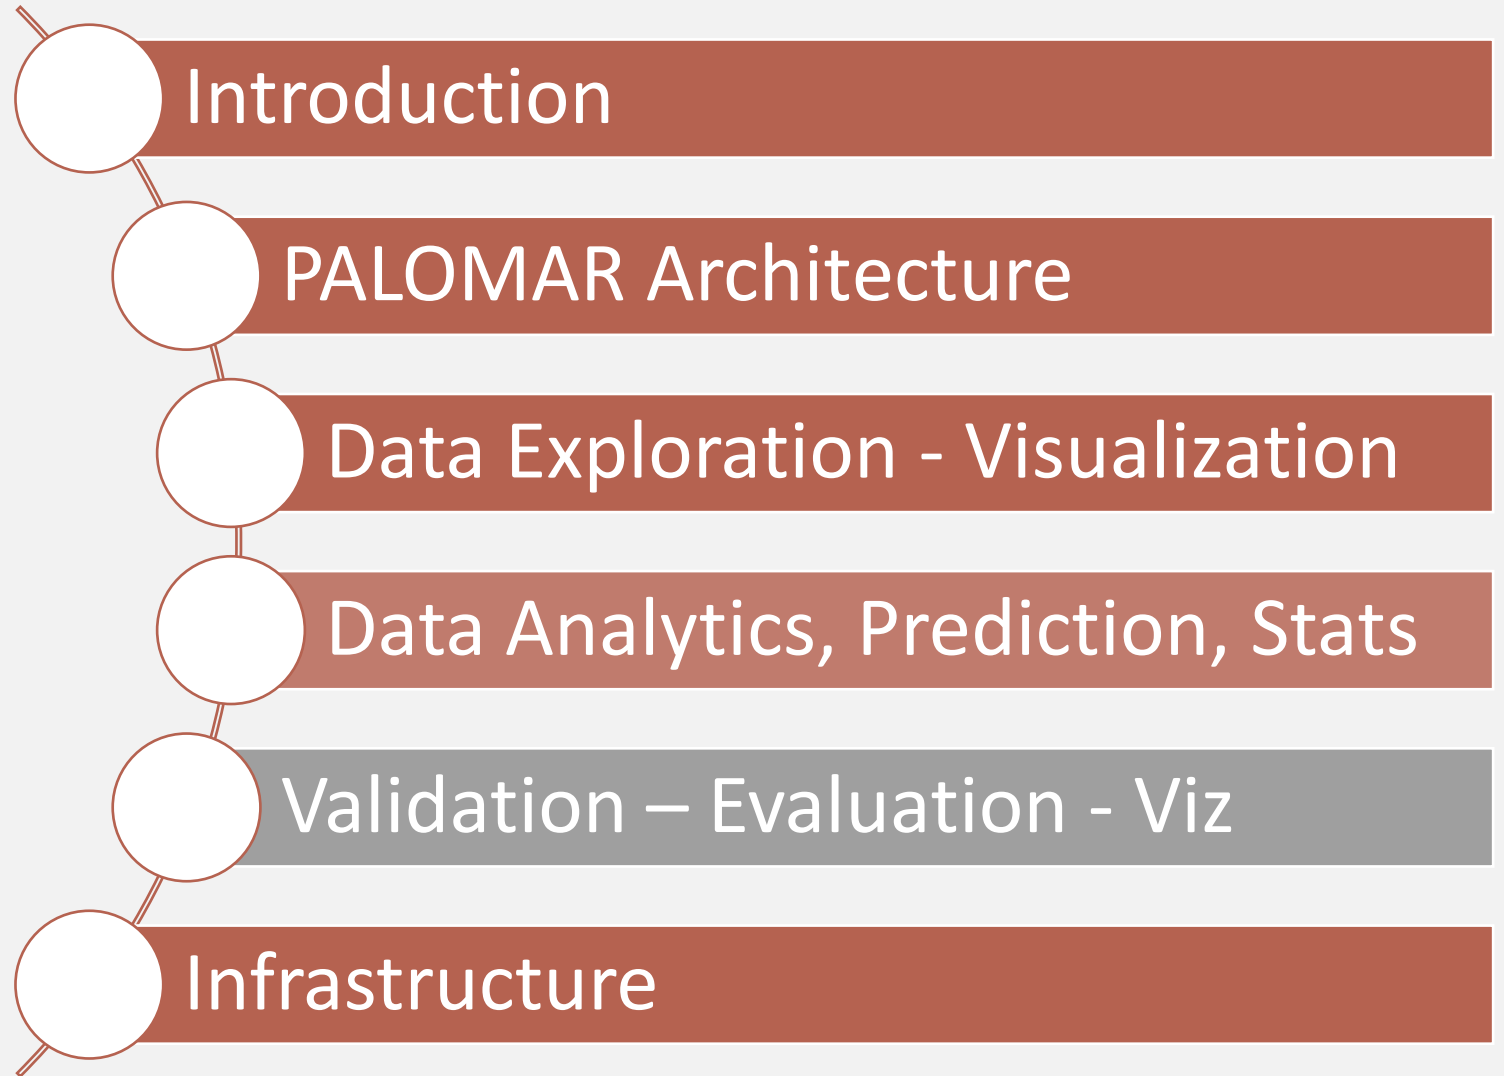 Introduction
PALOMAR Architecture
Data Exploration - Visualization
Data Analytics, Prediction, Stats
Validation – Evaluation - Viz
Infrastructure